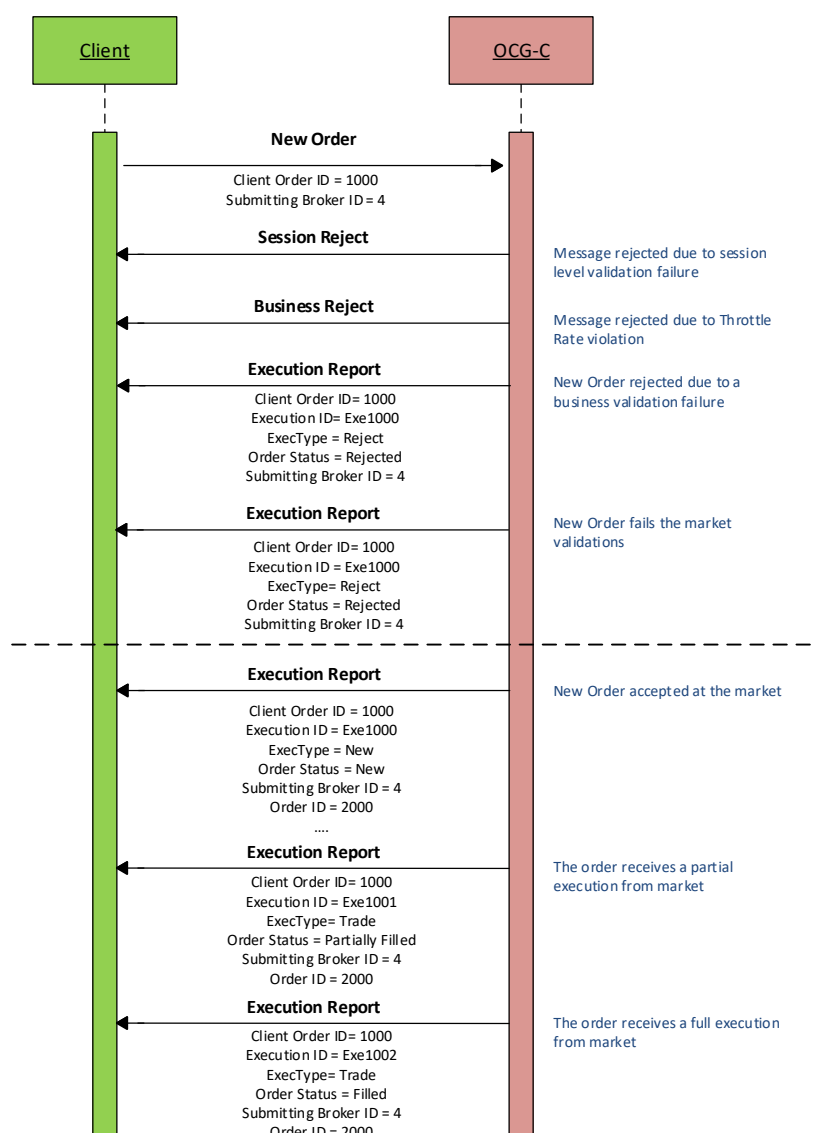 Client
OCG-C
New Order
Client Order ID = 1000
Submitting Broker ID = 4
Session Reject
Message rejected due to session
level validation failure
Business Reject
Message rejected due to Throttle
Rate violation
Execution Report
New Order rejected due to a
business validation failure
Client Order ID= 1000
Execution ID= Exe1000
ExecType = Reject
Order Status = Rejected
Submitting Broker ID = 4
Execution Report
New Order fails the market
validations
Client Order ID= 1000
Execution ID = Exe1000
ExecType= Reject
Order Status = Rejected
Submitting Broker ID = 4
Execution Report
New Order accepted at the market
Client Order ID = 1000
Execution ID = Exe1000
ExecType = New
Order Status = New
Submitting Broker ID = 4
Order ID = 2000
....
Execution Report
The order receives a partial
execution from market
Client Order ID= 1000
Execution ID = Exe1001
ExecType= Trade
Order Status = Partially Filled
Submitting Broker ID = 4
Order ID = 2000
Execution Report
The order receives a full execution
from market
Client Order ID= 1000
Execution ID = Exe1002
ExecType= Trade
Order Status = Filled
Submitting Broker ID = 4
Order ID = 2000